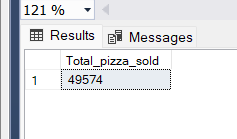 121 %
Results Messages
Total_pizza_sold
1 49574